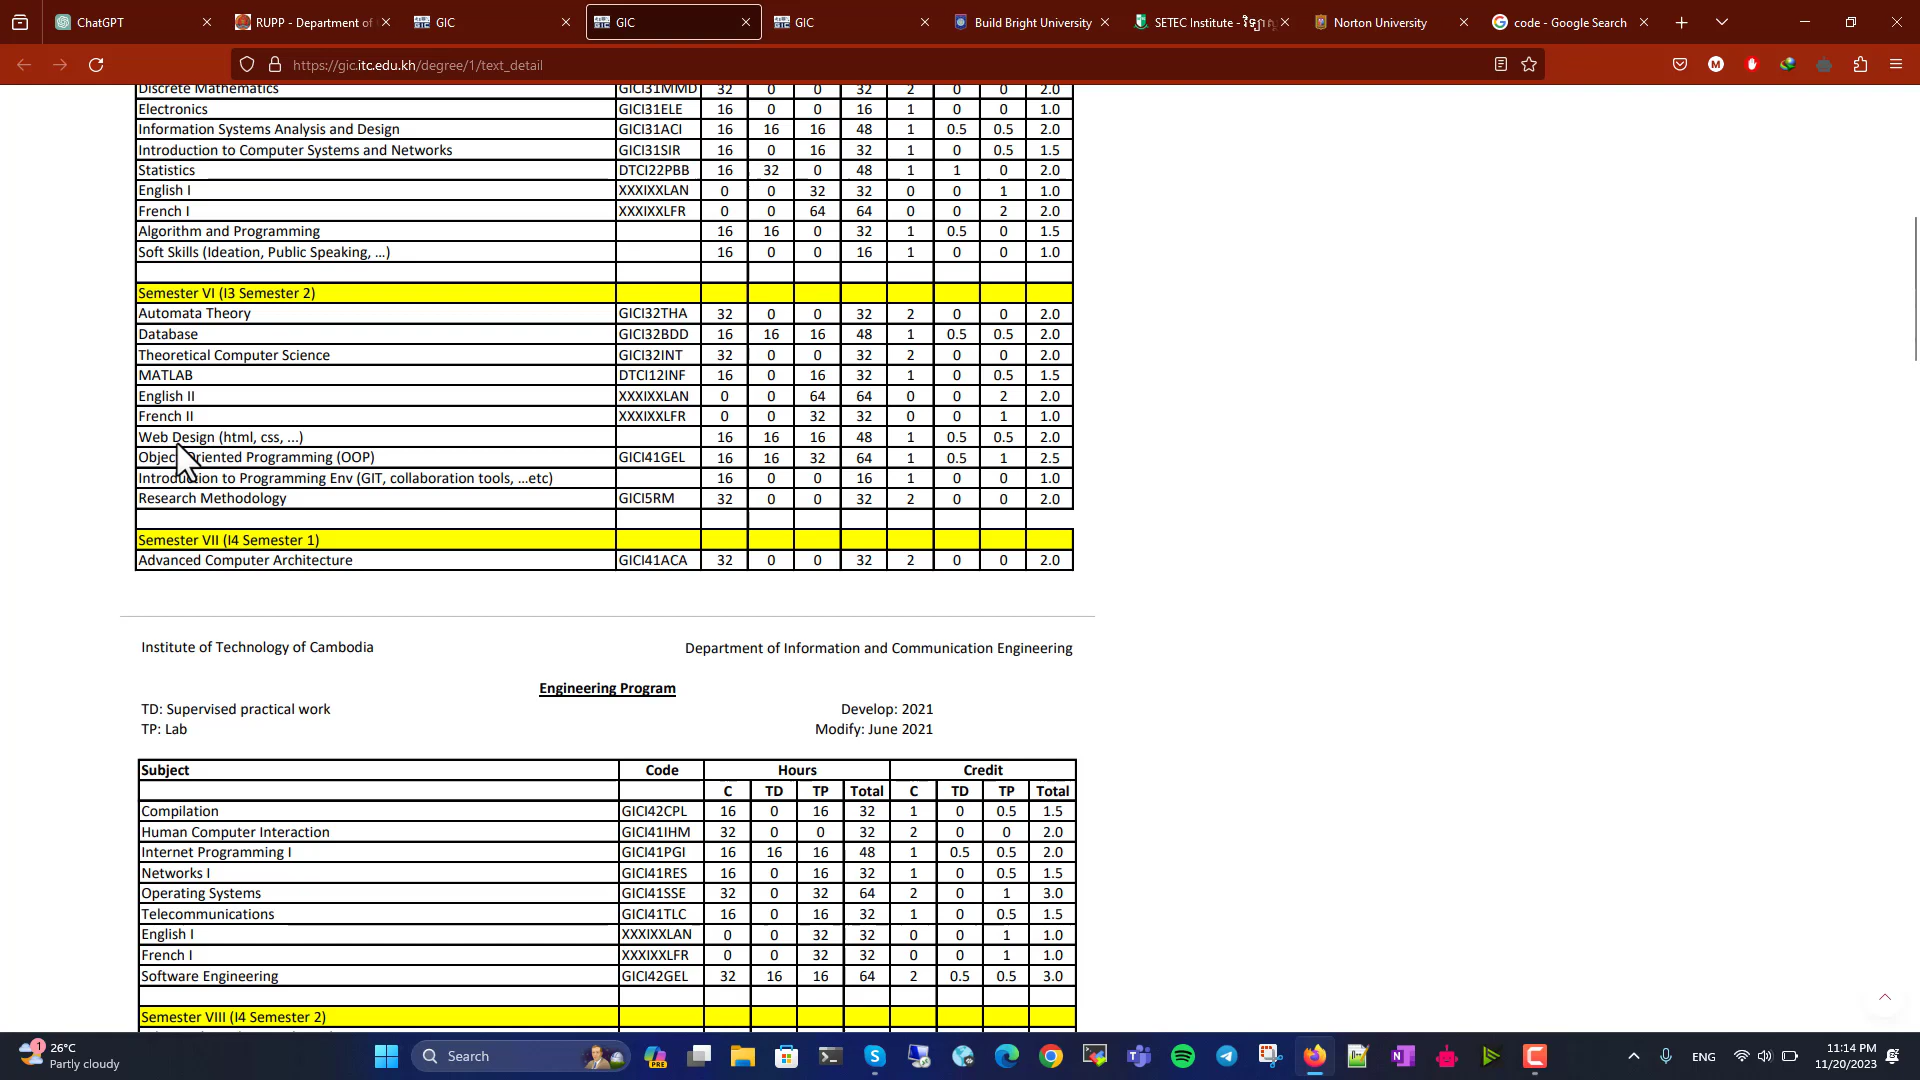 ChatGPT
RUPP - Department of
GIC
GIC
GIC
Build Bright University
SETEC Institute -
Norton University
code - Google Search
https://gic.itc.edu.kh/degree/1/text_detail
Discrete Mathematics GICI31MMD 32 0 0 32 2 0 0 2.0
Electronics GICI31ELE 16 0 0 16 1 0 0 1.0
Information Systems Analysis and Design GICI31ACI 16 16 16 48 1 0.5 0.5 2.0
Introduction to Computer Systems and Networks GICI31SIR 16 0 16 32 1 0 0.5 1.5
Statistics DTCI22PBB 16 32 0 48 1 1 0 2.0
English I XXXIXXLAN 0 0 32 32 0 0 1 1.0
French I XXXIXXLFR 0 0 64 64 0 0 2 2.0
Algorithm and Programming 16 16 0 32 1 0.5 0 1.5
Soft Skills (Ideation, Public Speaking, ...) 16 0 0 16 1 0 0 1.0
Semester VI (I3 Semester 2)
Automata Theory GICI32THA 32 0 0 32 2 0 0 2.0
Database GICI32BDD 16 16 16 48 1 0.5 0.5 2.0
Theoretical Computer Science GICI32INT 32 0 0 32 2 0 0 2.0
MATLAB DTCI12INF 16 0 16 32 1 0 0.5 1.5
English II XXXIXXLAN 0 0 64 64 0 0 2 2.0
French II XXXIXXLFR 0 0 32 32 0 0 1 1.0
Web Design (html, css, ...) 16 16 16 48 1 0.5 0.5 2.0
Object Oriented Programming (OOP) GICI41GEL 16 16 32 64 1 0.5 1 2.5
Introduction to Programming Env (GIT, collaboration tools, ...etc) 16 0 0 16 1 0 0 1.0
Research Methodology GICI5RM 32 0 0 32 2 0 0 2.0
Semester VII (I4 Semester 1)
Advanced Computer Architecture GICI41ACA 32 0 0 32 2 0 0 2.0
Institute of Technology of Cambodia Department of Information and Communication Engineering
Engineering Program
TD: Supervised practical work Develop: 2021
TP: Lab Modify: June 2021
Subject Code Hours Credit
C TD TP Total C TD TP Total
Compilation GICI42CPL 16 0 16 32 1 0 0.5 1.5
Human Computer Interaction GICI41IHM 32 0 0 32 2 0 0 2.0
Internet Programming I GICI41PGI 16 16 16 48 1 0.5 0.5 2.0
Networks I GICI41RES 16 0 16 32 1 0 0.5 1.5
Operating Systems GICI41SSE 32 0 32 64 2 0 1 3.0
Telecommunications GICI41TLC 16 0 16 32 1 0 0.5 1.5
English I XXXIXXLAN 0 0 32 32 0 0 1 1.0
French I XXXIXXLFR 0 0 32 32 0 0 1 1.0
Software Engineering GICI42GEL 32 16 16 64 2 0.5 0.5 3.0
Semester VIII (I4 Semester 2)
1
26°C
Partly cloudy
Search
PRE
ENG
11:14 PM
11/20/2023